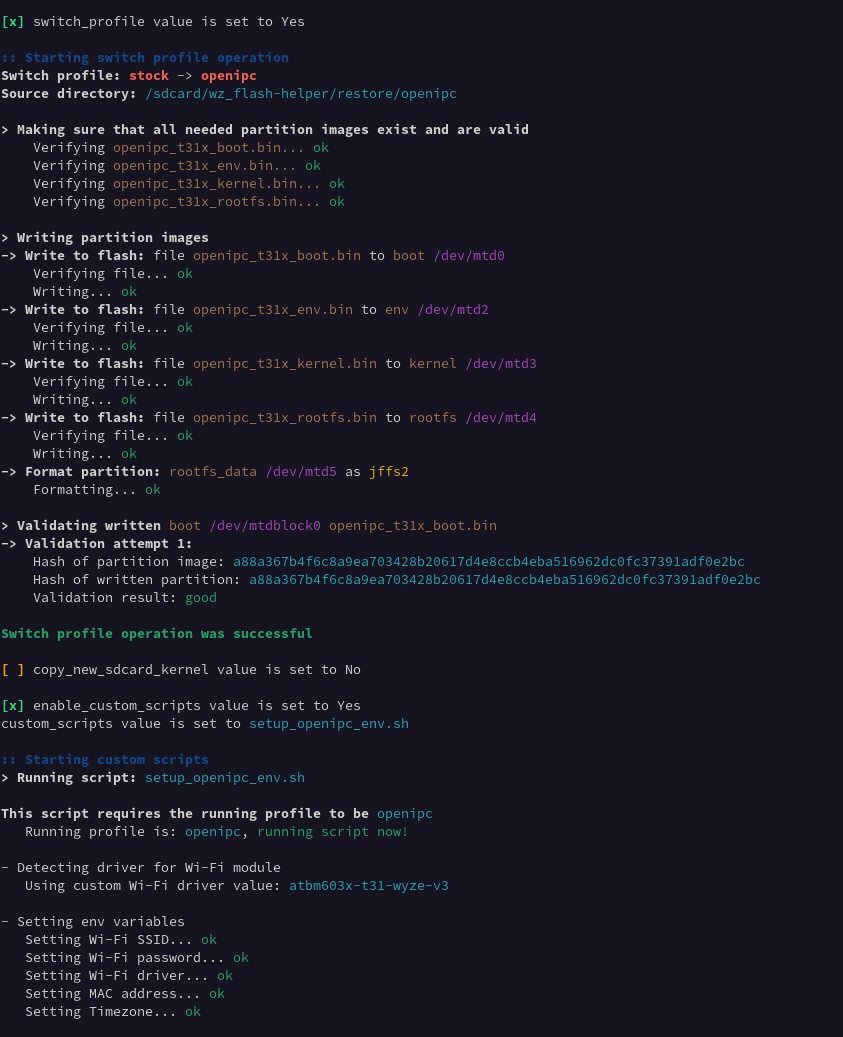 [x] switch_profile value is set to Yes
:: Starting switch profile operation
Switch profile: stock -> openipc
Source directory: /sdcard/wz_flash-helper/restore/openipc
> Making sure that all needed partition images exist and are valid
Verifying openipc_t31x_boot.bin... ok
Verifying openipc_t31x_env.bin... ok
Verifying openipc_t31x_kernel.bin... ok
Verifying openipc_t31x_rootfs.bin... ok
> Writing partition images
-> Write to flash: file openipc_t31x_boot.bin to boot /dev/mtd0
Verifying file... ok
Writing... ok
-> Write to flash: file openipc_t31x_env.bin to env /dev/mtd2
Verifying file... ok
Writing... ok
-> Write to flash: file openipc_t31x_kernel.bin to kernel /dev/mtd3
Verifying file... ok
Writing... ok
-> Write to flash: file openipc_t31x_rootfs.bin to rootfs /dev/mtd4
Verifying file... ok
Writing... ok
-> Format partition: rootfs_data /dev/mtd5 as jffs2
Formatting... ok
> Validating written boot /dev/mtdblock0 openipc_t31x_boot.bin
-> Validation attempt 1:
Hash of partition image: a88a367b4f6c8a9ea703428b20617d4e8ccb4eba516962dc0fc37391adf0e2bc
Hash of written partition: a88a367b4f6c8a9ea703428b20617d4e8ccb4eba516962dc0fc37391adf0e2bc
Validation result: good
Switch profile operation was successful
[ ] copy_new_sdcard_kernel value is set to No
[x] enable_custom_scripts value is set to Yes
custom_scripts value is set to setup_openipc_env.sh
:: Starting custom scripts
> Running script: setup_openipc_env.sh
This script requires the running profile to be openipc
Running profile is: openipc, running script now!
- Detecting driver for Wi-Fi module
Using custom Wi-Fi driver value: atbm603x-t31-wyze-v3
- Setting env variables
Setting Wi-Fi SSID... ok
Setting Wi-Fi password... ok
Setting Wi-Fi driver... ok
Setting MAC address... ok
Setting Timezone... ok